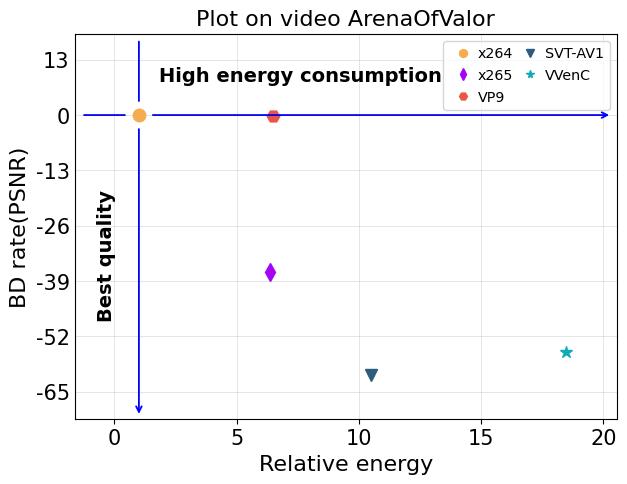 Plot on video ArenaOfValor
High energy consumption
x264
x265
VP9
SVT-AV1
VVenC
13
0
-13
-26
-39
-52
-65
BD rate(PSNR)
Best quality
0 5 10 15 20
Relative energy